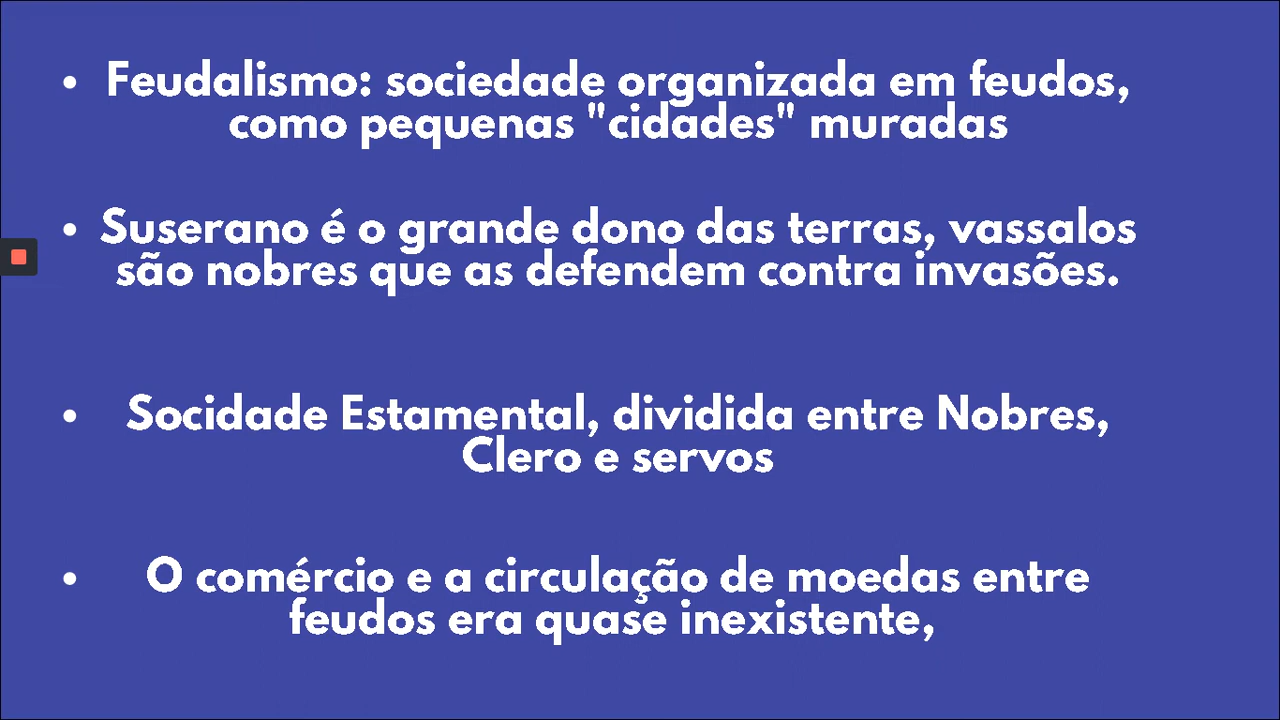 • Feudalismo: sociedade organizada em feudos,
como pequenas "cidades" muradas
• Suserano é o grande dono das terras, vassalos
são nobres que as defendem contra invasões.
• Socidade Estamental, dividida entre Nobres,
Clero e servos
• O comércio e a circulação de moedas entre
feudos era quase inexistente,